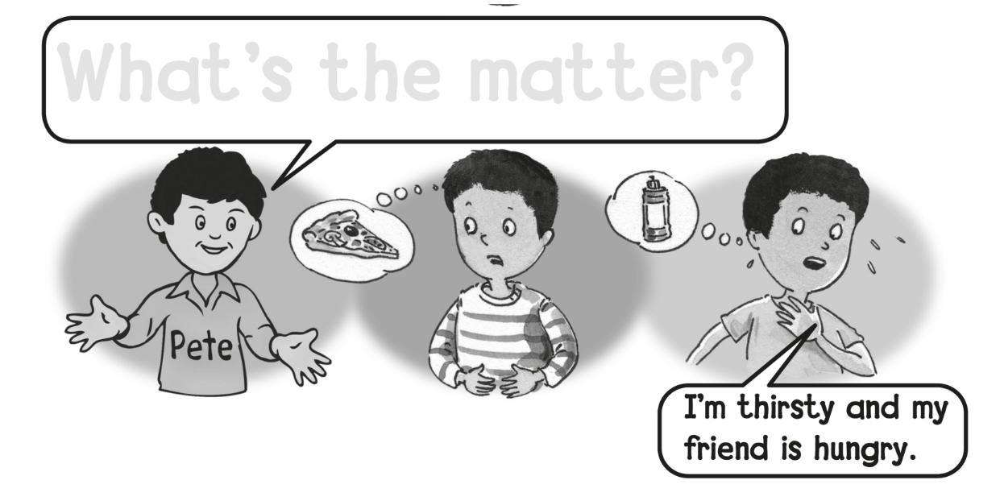 What's the matter?
Pete
I'm thirsty and my
friend is hungry.